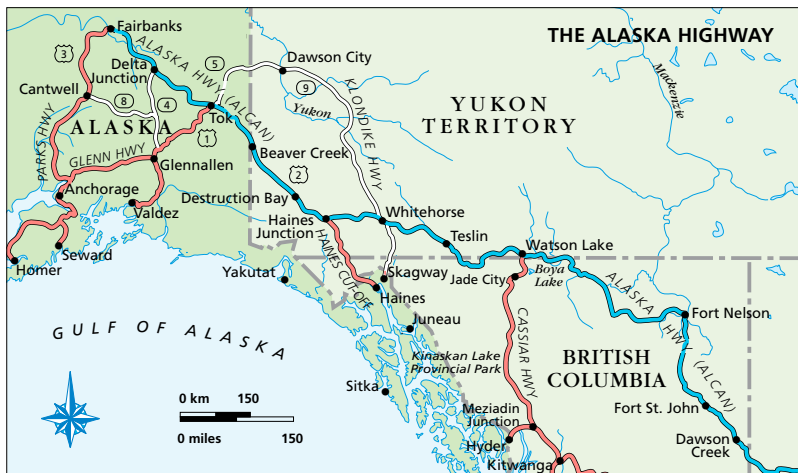 THE ALASKA HIGHWAY
Fairbanks
3
ALASKA HWY (ALCAN)
Delta
Junction
5
Dawson City
9
KLONDIKE HWY
Mackenzie
Cantwell
8
4
Yukon
YUKON
TERRITORY
Tok
ALASKA
1
PARKS HWY
GLENN HWY
Glennallen
Beaver Creek
2
Anchorage
Valdez
Destruction Bay
Haines
Junction
Whitehorse
Teslin
Watson Lake
Homer
Seward
Yakutat
HAINES CUT-OFF
Skagway
Haines
Jade City
Boya
Lake
ALASKA HWY (ALCAN)
Fort Nelson
Juneau
GULF OF ALASKA
CASSIAR HWY
Kinaskan Lake
Provincial Park
BRITISH
COLUMBIA
Sitka
0 km 150
0 miles 150
Meziadin
Junction
Hyder
Kitwanga
Fort St. John
Dawson
Creek